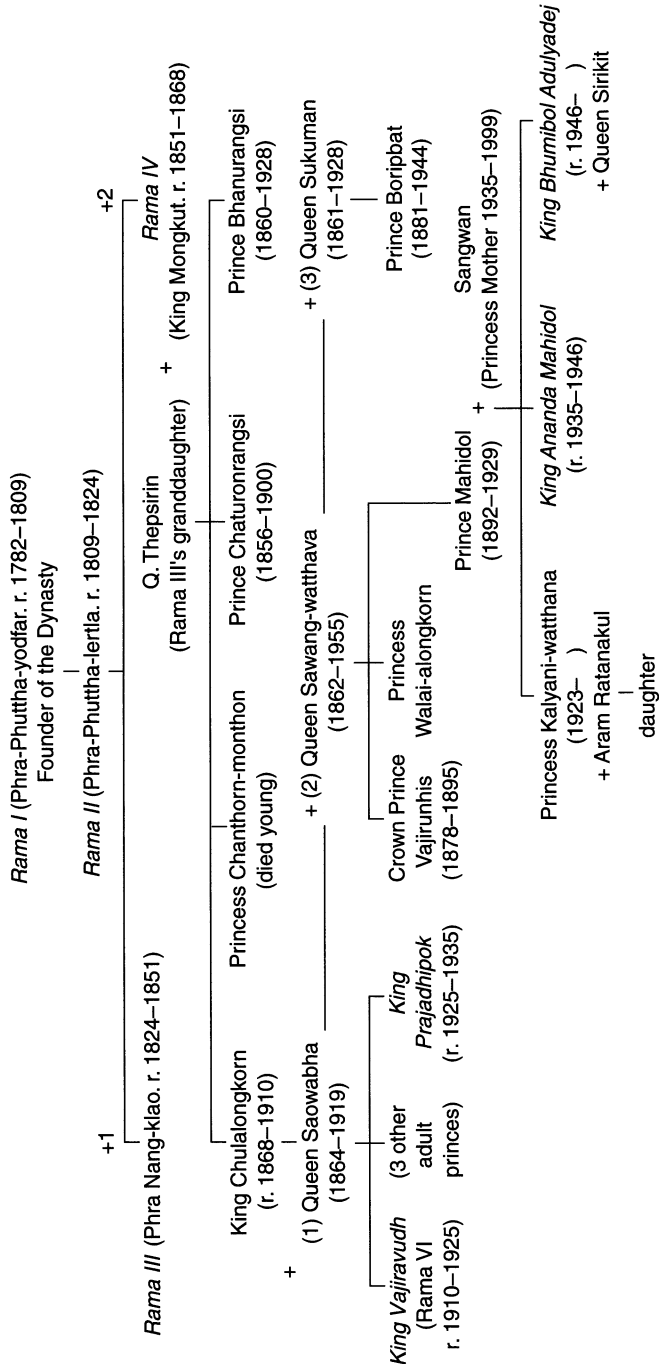 Rama I (Phra-Phuttha-yodfar. r. 1782–1809)
Founder of the Dynasty
Rama II (Phra-Phuttha-lertla. r. 1809–1824)
+1
+2
Rama III (Phra Nang-klao. r. 1824–1851)
Q. Thepsirin
(Rama III's granddaughter)
+
Rama IV
(King Mongkut. r. 1851–1868)
King Chulalongkorn
(r. 1868–1910)
Princess Chanthorn-monthon
(died young)
Prince Chaturonrangsi
(1856–1900)
Prince Bhanurangsi
(1860–1928)
+
(1) Queen Saowabha
(1864–1919)
+ (2) Queen Sawang-watthava
(1862–1955)
+ (3) Queen Sukuman
(1861–1928)
King Vajiravudh
(Rama VI
r. 1910–1925)
(3 other
adult
princes)
King
Prajadhipok
(r. 1925–1935)
Crown Prince
Vajirunhis
(1878–1895)
Princess
Walai-alongkorn
Prince Boripbat
(1881–1944)
Prince Mahidol
(1892–1929)
+
Sangwan
(Princess Mother 1935–1999)
Princess Kalyani-watthana
(1923– )
+ Aram Ratanakul
daughter
King Ananda Mahidol
(r. 1935–1946)
King Bhumibol Adulyadej
(r. 1946– )
+ Queen Sirikit